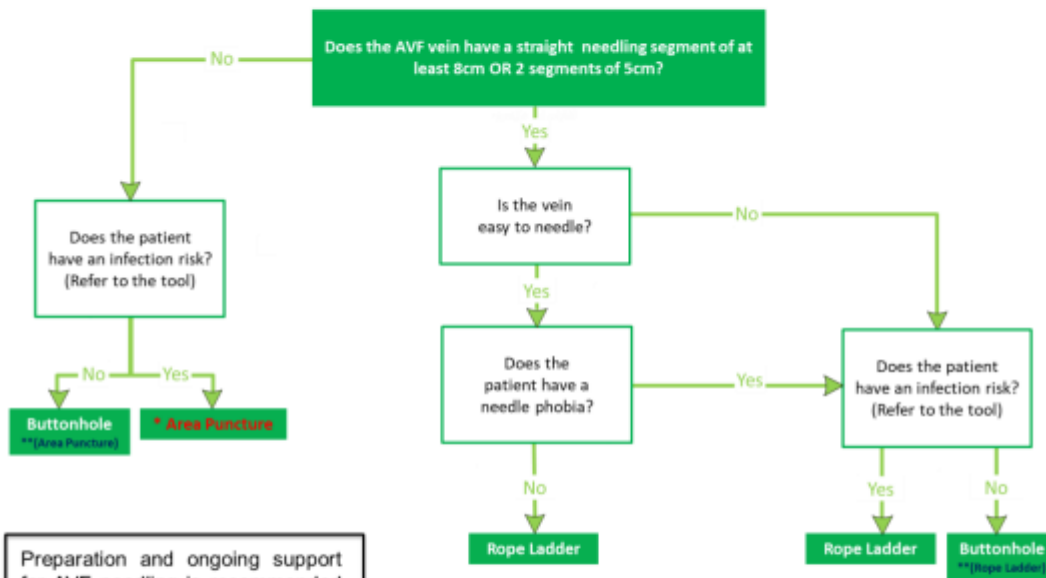 Does the AVF vein have a straight needling segment of at
least 8cm OR 2 segments of 5cm?
No
Yes
Is the vein
easy to needle?
No
Does the patient
have an infection risk?
(Refer to the tool)
Yes
Does the
patient have a
needle phobia?
Yes
Does the patient
have an infection risk?
(Refer to the tool)
No
Yes
Buttonhole
**(Area Puncture)
* Area Puncture
No
Yes
No
Rope Ladder
Rope Ladder
Buttonhole
**(Rope Ladder)
Preparation and ongoing support